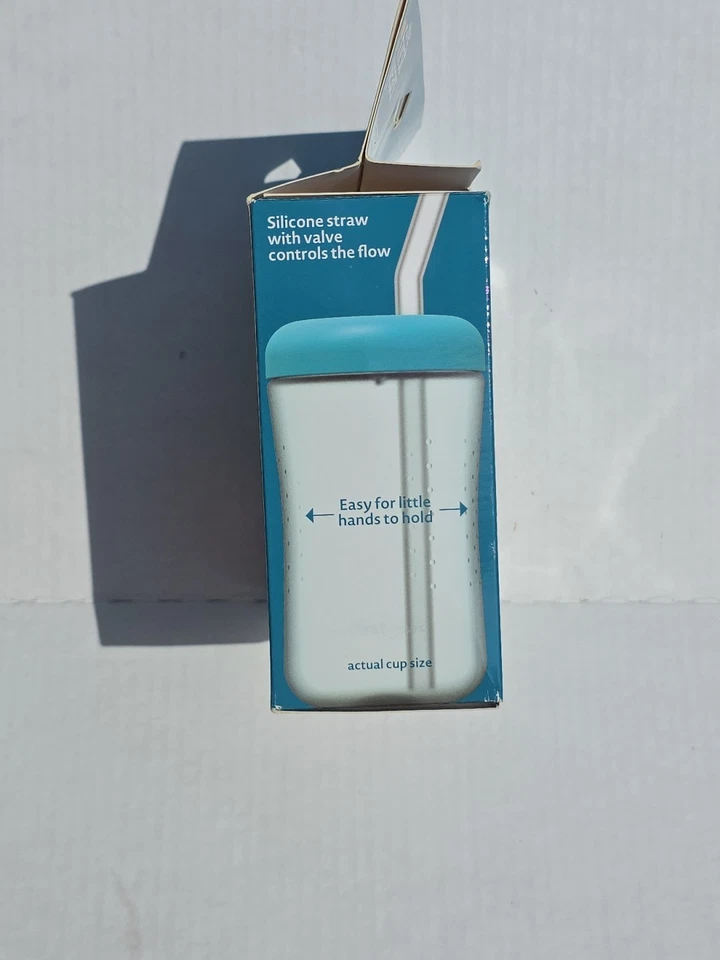 Silicone straw
with valve
controls the flow
Easy for little
hands to hold
actual cup size